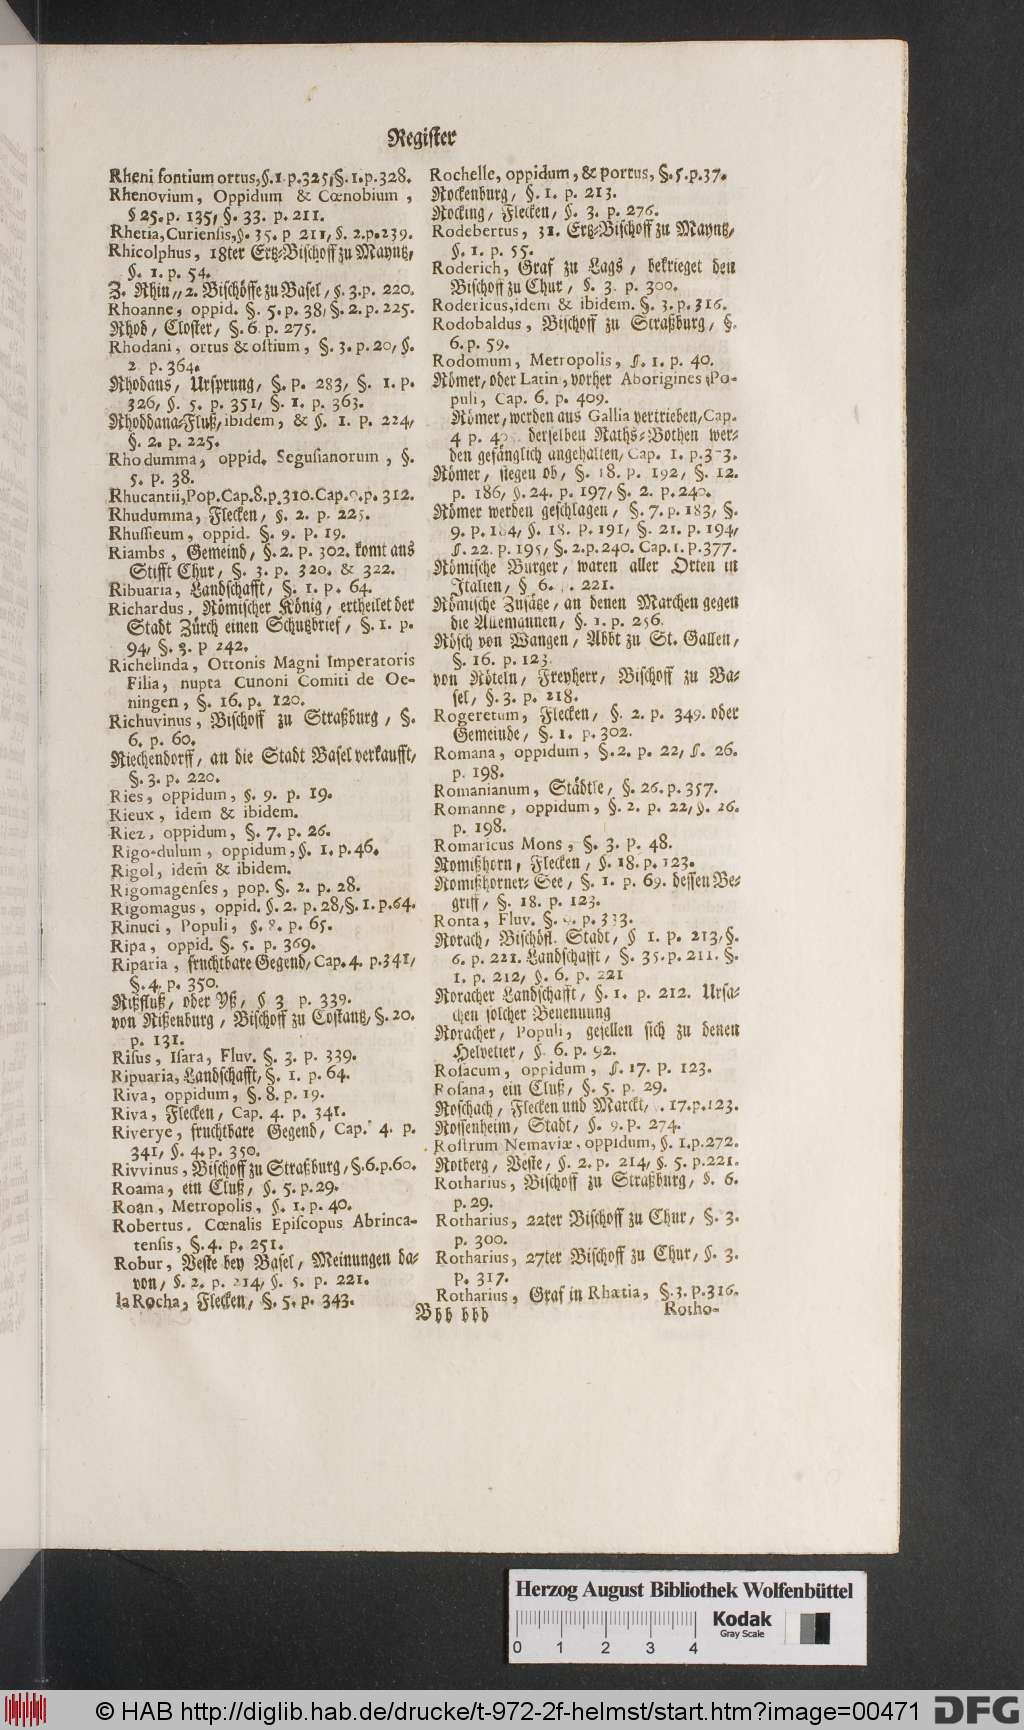 Register
Rheni fontium ortus, §. 1. p. 325, §. 1. p. 328.
Rhenovium, Oppidum & Cœnobium,
§ 25. p. 135, §. 33. p. 211.
Rhetia, Curiensis, §. 35. p 211, §. 2. p. 239.
Rhicolphus, 18ter Ertz-Bischoff zu Mayntz,
§. 1. p. 54.
Z. Rhin,, 2. Bischöffe zu Basel, §. 3. p. 220.
Rhoanne, oppid. §. 5. p. 38, §. 2. p. 225.
Rhod, Closter, §. 6. p. 275.
Rhodani, ortus & ostium, §. 3. p. 20, §.
2. p. 364.
Rhodans, Ursprung, §. p. 283, §. 1. p.
326, §. 5. p. 351, §. 1. p. 363.
Rhoddana-Fluß, ibidem, & §. 1. p. 224,
§. 2. p. 225.
Rhodumma, oppid. Segusianorum, §.
5. p. 38.
Rhucantii, Pop. Cap. 8. p. 310. Cap. 9. p. 312.
Rhudumma, Flecken, §. 2. p. 225.
Rhussieum, oppid. §. 9. p. 19.
Riambs, Gemeind, §. 2. p. 302. komt ans
Stifft Chur, §. 3. p. 320. & 322.
Ribuaria, Landschafft, §. 1. p. 64.
Richardus, Römischer König, ertheilet der
Stadt Zürch einen Schutzbrief, §. 1. p.
94, §. 3. p 242.
Richelinda, Ottonis Magni Imperatoris
Filia, nupta Cunoni Comiti de Oe-
ningen, §. 16. p. 120.
Richuvinus, Bischoff zu Straßburg, §.
6. p. 60.
Riechendorff, an die Stadt Basel verkaufft,
§. 3. p. 220.
Ries, oppidum, §. 9. p. 19.
Rieux, idem & ibidem.
Riez, oppidum, §. 7. p. 26.
Rigo-dulum, oppidum, §. 1. p. 46.
Rigol, idem̃ & ibidem.
Rigomagenses, pop. §. 2. p. 28.
Rigomagus, oppid. §. 2. p. 28, §. 1. p. 64.
Rinuci, Populi, §. 8. p. 65.
Ripa, oppid. §. 5. p. 369.
Riparia, fruchtbare Gegend, Cap. 4. p. 341,
§. 4. p. 350.
Rißfluß, oder Yß, § 3 p. 339.
von Rißenburg, Bischoff zu Costantz, §. 20.
p. 131.
Risus, Isara, Fluv. §. 3. p. 339.
Ripuaria, Landschafft, §. 1. p. 64.
Riva, oppidum, §. 8. p. 19.
Riva, Flecken, Cap. 4. p. 341.
Riverye, fruchtbare Gegend, Cap. 4. p.
341, §. 4. p. 350.
Rivvinus, Bischoff zu Straßburg, §. 6. p. 60.
Roama, ein Cluß, §. 5. p. 29.
Roan, Metropolis, §. 1. p. 40.
Robertus. Cœnalis Episcopus Abrinca-
tensis, §. 4. p. 251.
Robur, Veste bey Basel, Meinungen da-
von, §. 2. p. 214, §. 5. p. 221.
la Rocha, Flecken, §. 5. p. 343.
Rochelle, oppidum, & portus, §. 5. p. 37.
Rockenburg, §. 1. p. 213.
Rocking, Flecken, §. 3. p. 276.
Rodebertus, 31. Ertz-Bischoff zu Mayntz,
§. 1. p. 55.
Roderich, Graf zu Lags, bekrieget den
Bischoff zu Chur, §. 3. p. 300.
Rodericus, idem & ibidem. §. 3. p. 316.
Rodobaldus, Bischoff zu Straßburg, §.
6. p. 59.
Rodomum, Metropolis, §. 1. p. 40.
Römer, oder Latin, vorher Aborigines, Po-
puli, Cap. 6. p. 409.
Römer, werden aus Gallia vertrieben, Cap.
4 p. derselben Raths-Bothen wer-
den gefänglich angehalten, Cap. 1. p. 373.
Römer, siegen ob, §. 18. p. 192, §. 12.
p. 186, §. 24. p. 197, §. 2. p. 240.
Römer werden geschlagen, §. 7. p. 183, §.
9. p. 184, §. 18. p. 191, §. 21. p. 194,
§. 22. p. 195, §. 2. p. 240. Cap. 1. p. 377.
Römische Burger, waren aller Orten in
Italien, § 6. p. 221.
Römische Zusätze, an denen Marchen gegen
die Allemannen, §. 1. p. 256.
Rösch von Wangen, Abbt zu St. Gallen,
§. 16. p. 123
von Röteln, Freyherr, Bischoff zu Ba-
sel, §. 3. p. 218.
Rogeretum, Flecken, §. 2. p. 349. oder
Gemeinde, §. 1. p. 302.
Romana, oppidum, §. 2. p. 22, §. 26.
p. 198.
Romanianum, Städtle, §. 26. p. 357.
Romanne, oppidum, §. 2. p. 22, §. 26.
p. 198.
Romaricus Mons, §. 3. p. 48.
Romißhorn, Flecken, §. 18. p. 123.
Romißhorner-See, §. 1. p. 69. dessen Be-
griff, §. 18. p. 123.
Ronta, Fluv. §. p. 333.
Rorach, Bischöfl. Stadt, § 1. p. 213, §.
6. p. 221. Landschafft, §. 35. p. 211. §.
1. p. 212, §. 6. p. 221
Roracher Landschafft, §. 1. p. 212. Ursa-
chen solcher Benennung
Roracher, Populi, gesellen sich zu denen
Helvetier, §. 6. p. 92.
Rosacum, oppidum, §. 17. p. 123.
Rosana, ein Cluß, §. 5. p. 29.
Roschach, Flecken und Marckt, . 17. p. 123.
Rossenheim, Stadt, §. 9. p. 274.
Rostrum Nemaviæ, oppidum, §. 1. p. 272.
Rotberg, Veste, §. 2. p. 214, §. 5. p. 221.
Rotharius, Bischoff zu Straßburg, §. 6.
p. 29.
Rotharius, 22ter Bischoff zu Chur, §. 3.
p. 300.
Rotharius, 27ter Bischoff zu Chur, §. 3.
p. 317.
Rotharius, Graf in Rhætia, §. 3. p. 316.
Bbb bbb
Rotho-
Herzog August Bibliothek Wolfenbüttel
0 1 2 3 4
Kodak
Gray Scale
© HAB http://diglib.hab.de/drucke/t-972-2f-helmst/start.htm?image=00471
DFG